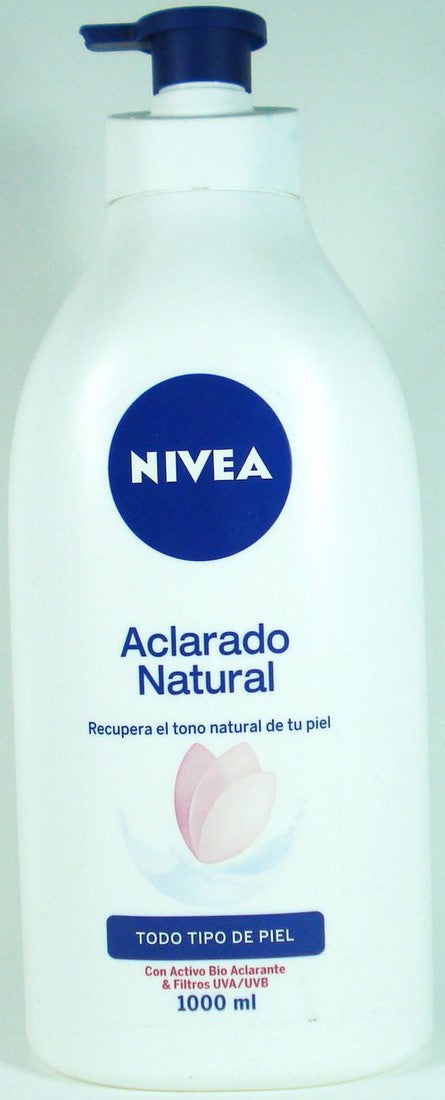 NIVEA
Aclarado
Natural
Recupera el tono natural de tu piel
TODO TIPO DE PIEL
Con Activo Bio Aclarante
& Filtros UVA/UVB
1000 ml